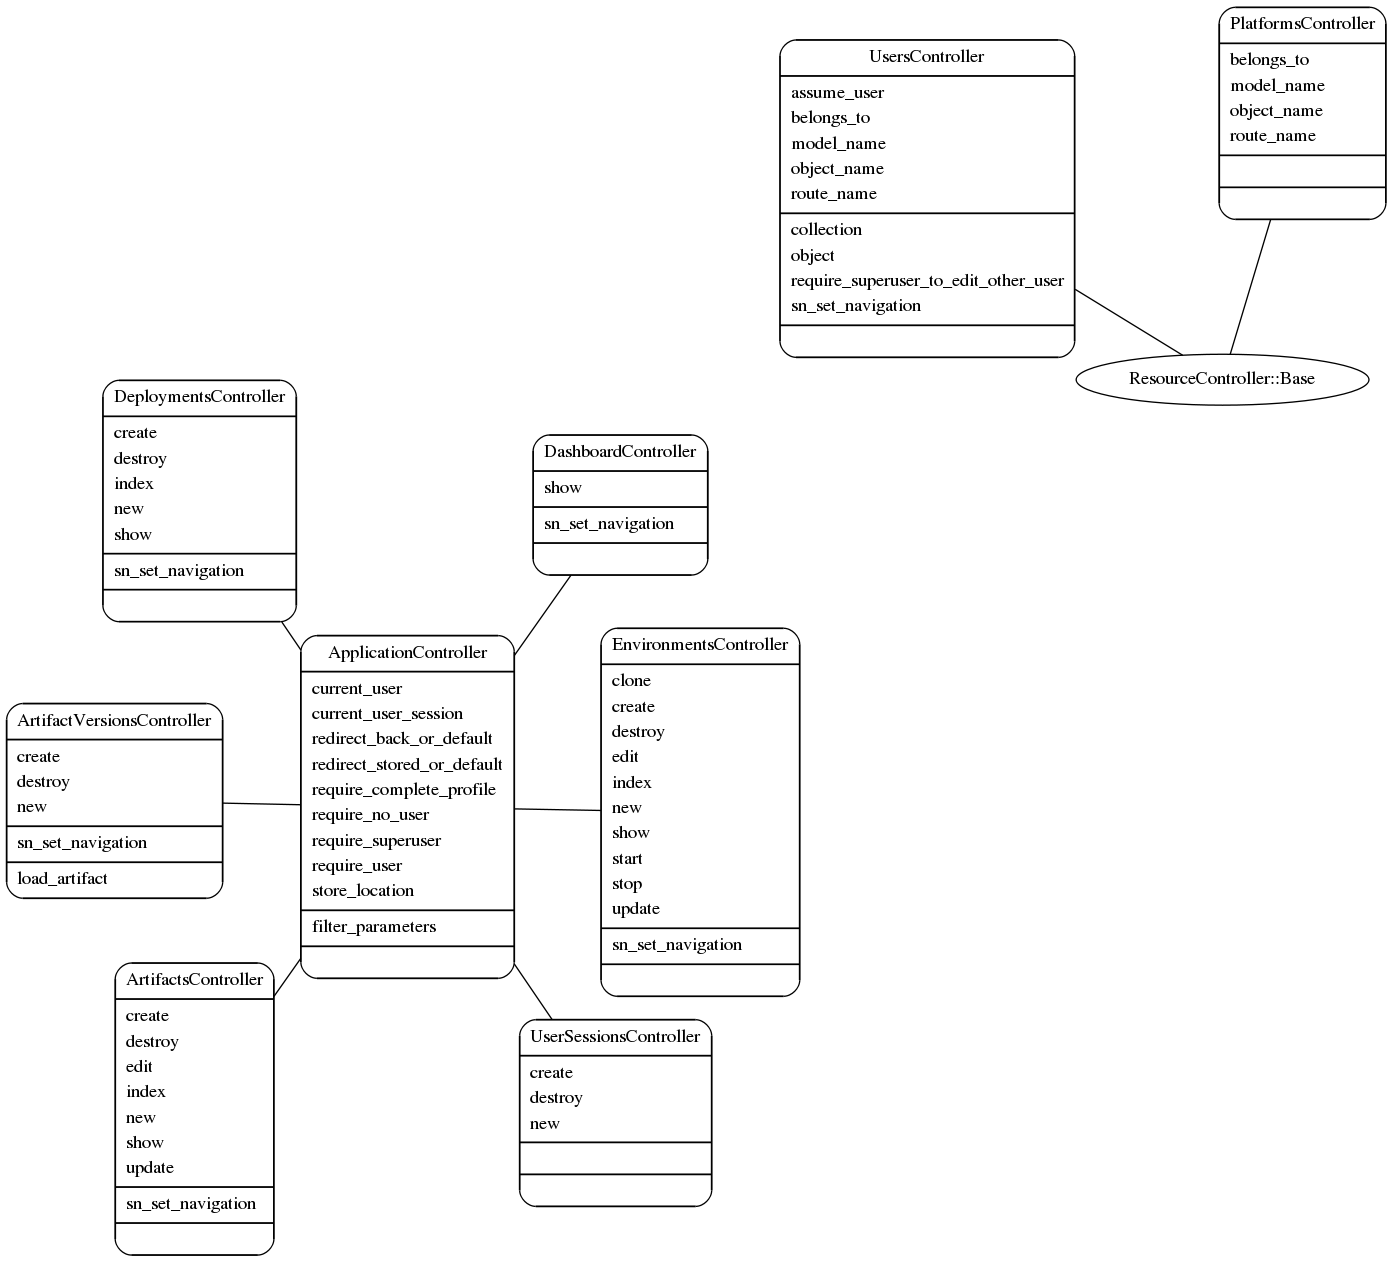 PlatformsController
belongs_to
model_name
object_name
route_name
UsersController
assume_user
belongs_to
model_name
object_name
route_name
collection
object
require_superuser_to_edit_other_user
sn_set_navigation
ResourceController::Base
DeploymentsController
create
destroy
index
new
show
sn_set_navigation
DashboardController
show
sn_set_navigation
ApplicationController
current_user
current_user_session
redirect_back_or_default
redirect_stored_or_default
require_complete_profile
require_no_user
require_superuser
require_user
store_location
filter_parameters
EnvironmentsController
clone
create
destroy
edit
index
new
show
start
stop
update
sn_set_navigation
ArtifactVersionsController
create
destroy
new
sn_set_navigation
load_artifact
ArtifactsController
create
destroy
edit
index
new
show
update
sn_set_navigation
UserSessionsController
create
destroy
new